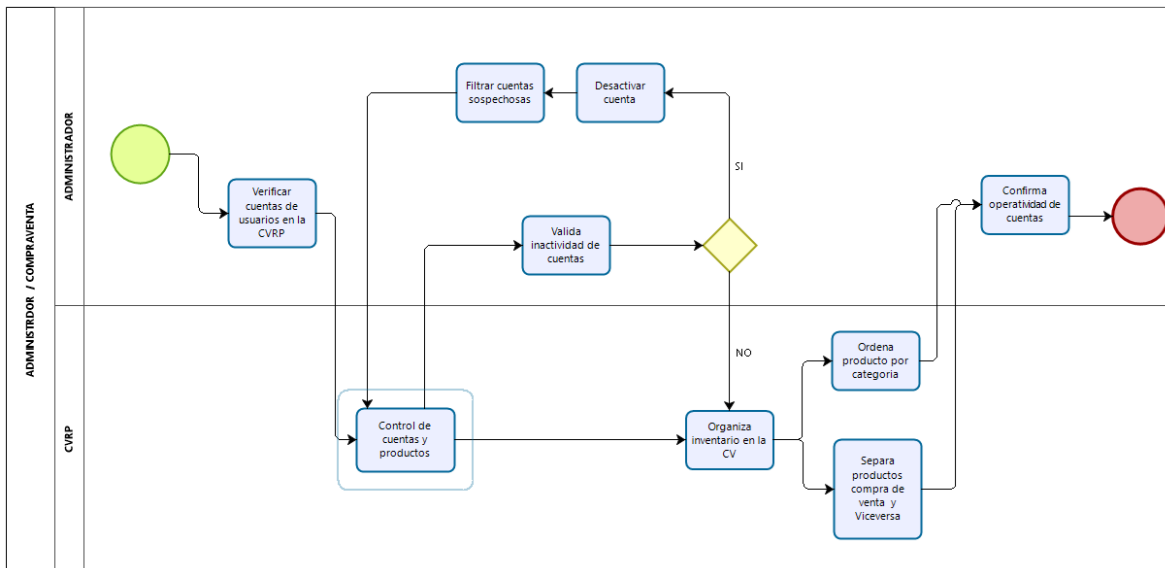 ADMINISTRDOR / COMPRAVENTA
ADMINISTRADOR
Filtrar cuentas
sospechosas
Desactivar
cuenta
SI
Verificar
cuentas de
usuarios en la
CVRP
Valida
inactividad de
cuentas
Confirma
operatividad de
cuentas
CVRP
NO
Control de
cuentas y
productos
Organiza
inventario en la
CV
Ordena
producto por
categoria
Separa
productos
compra de
venta y
Viceversa